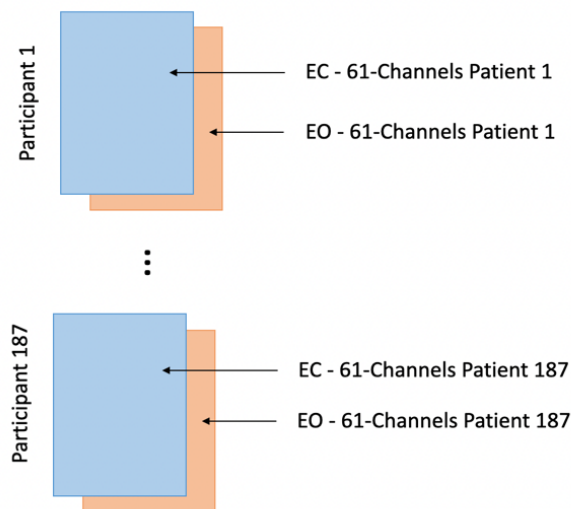 Participant 1
EC - 61-Channels Patient 1
EO - 61-Channels Patient 1
...
Participant 187
EC - 61-Channels Patient 187
EO - 61-Channels Patient 187